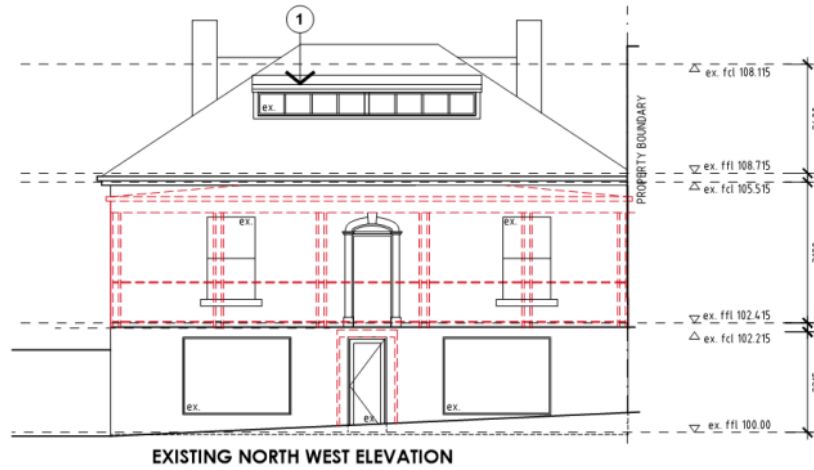 1
ex. fcl 108.115
ex.
PROPERTY BOUNDARY
ex. ffl 108.715
ex. fcl 105.515
ex.
ex.
ex. ffl 102.415
ex. fcl 102.215
ex.
ex.
ex.
ex. ffl 100.00
EXISTING NORTH WEST ELEVATION